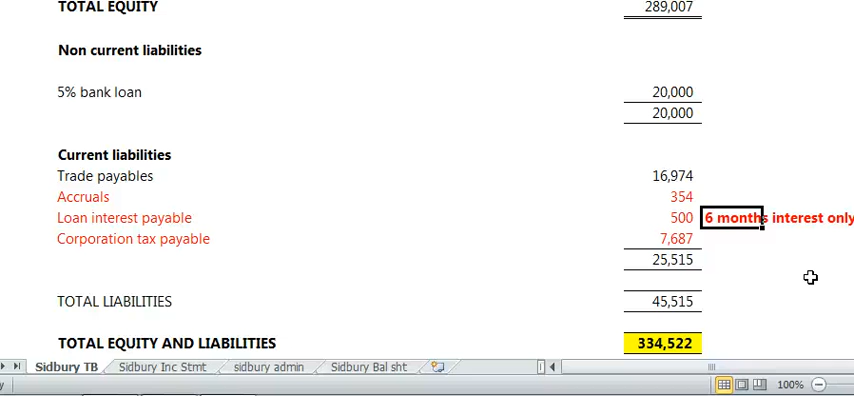 TOTAL EQUITY 289,007
Non current liabilities
5% bank loan 20,000
20,000
Current liabilities
Trade payables 16,974
Accruals 354
Loan interest payable 500 6 months interest only
Corporation tax payable 7,687
25,515
TOTAL LIABILITIES 45,515
TOTAL EQUITY AND LIABILITIES 334,522
Sidbury TB Sidbury Inc Stmt sidbury admin Sidbury Bal sht
y 100%